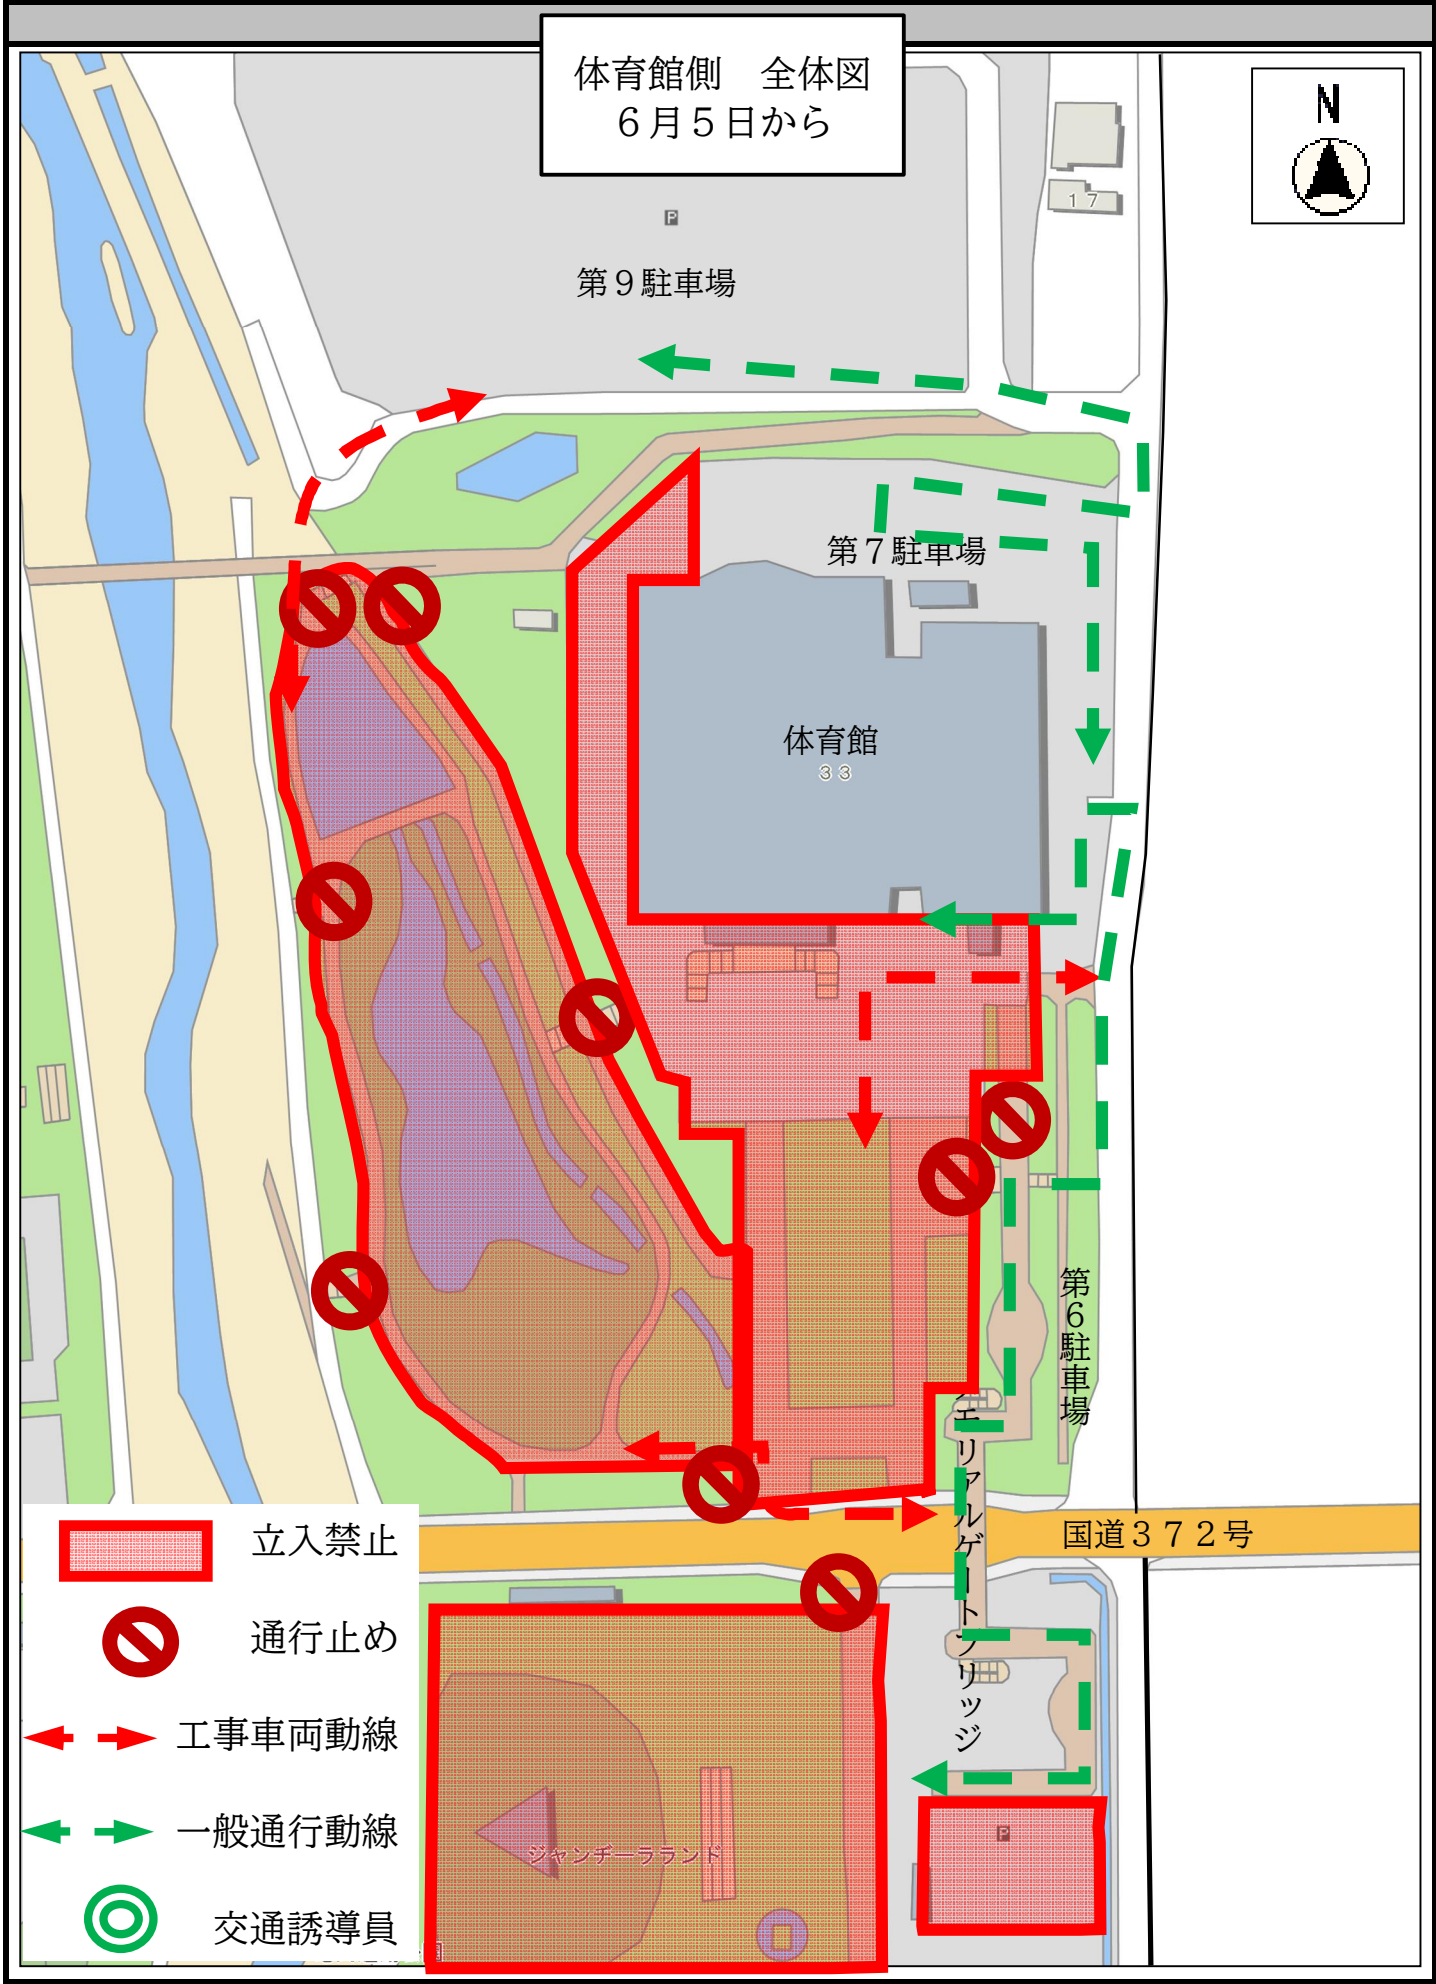 体育館側　全体図
６月５日から
N
17
P
第９駐車場
第７駐車場
体育館
33
第６駐車場
エリアルゲートブリッジ
国道３７２号
立入禁止
通行止め
工事車両動線
一般通行動線
交通誘導員
ジャンヂーラランド
P